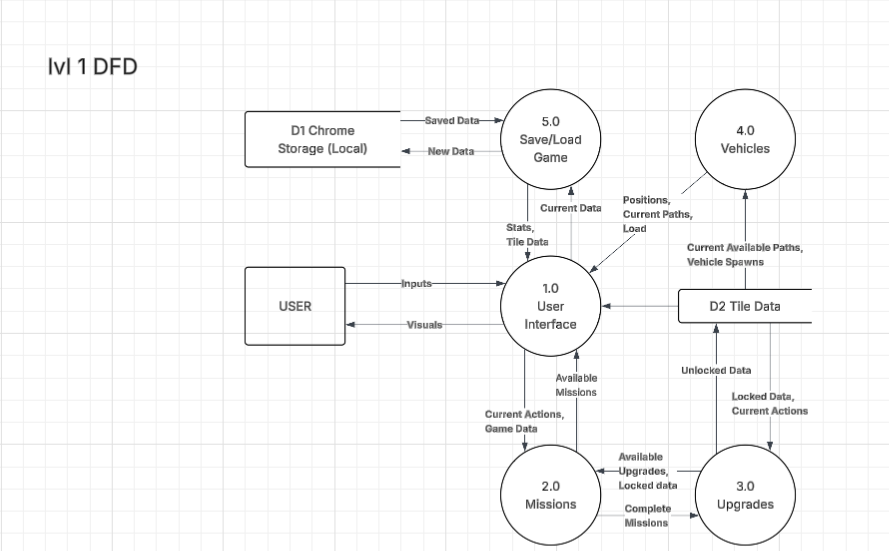 lvl 1 DFD
D1 Chrome
Storage (Local)
Saved Data
New Data
5.0
Save/Load
Game
4.0
Vehicles
Stats,
Tile Data
Current Data
Positions,
Current Paths,
Load
Current Available Paths,
Vehicle Spawns
USER
Inputs
Visuals
1.0
User
Interface
D2 Tile Data
Current Actions,
Game Data
Available
Missions
Unlocked Data
Locked Data,
Current Actions
2.0
Missions
Available
Upgrades,
Locked data
Complete
Missions
3.0
Upgrades